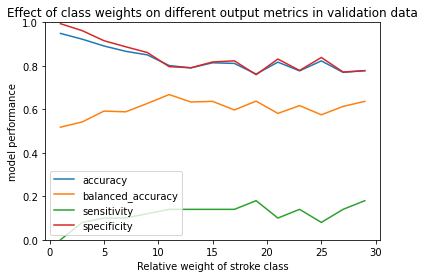 Effect of class weights on different output metrics in validation data
1.0
0.8
0.6
0.4
0.2
0.0
model performance
accuracy
balanced_accuracy
sensitivity
specificity
0 5 10 15 20 25 30
Relative weight of stroke class